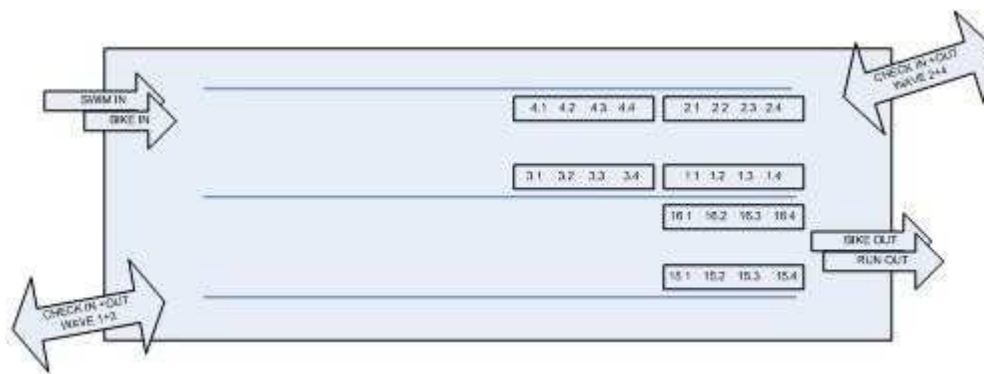 CHECK IN +OUT
WAVE 2+4
SWIM IN
BIKE IN
4.1 4.2 4.3 4.4
2.1 2.2 2.3 2.4
3.1 3.2 3.3 3.4
1.1 1.2 1.3 1.4
16.1 16.2 16.3 16.4
BIKE OUT
RUN OUT
15.1 15.2 15.3 15.4
CHECK IN +OUT
WAVE 1+3